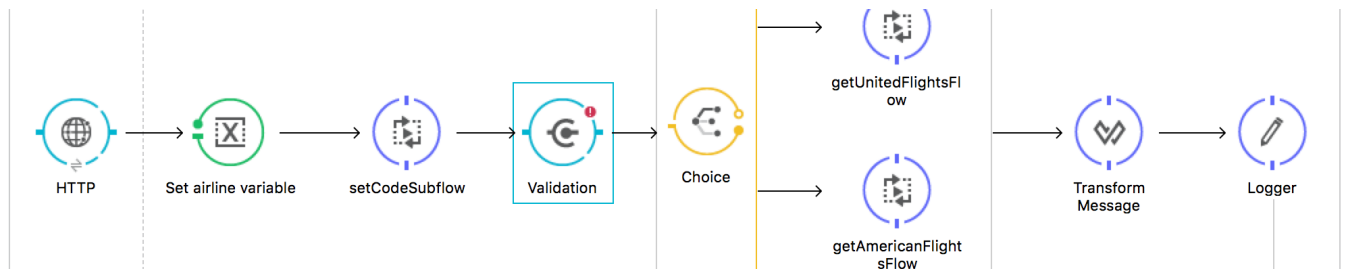 getUnitedFlightsFl
ow
HTTP
Set airline variable
setCodeSubflow
Validation
Choice
Transform
Message
Logger
getAmericanFlight
sFlow